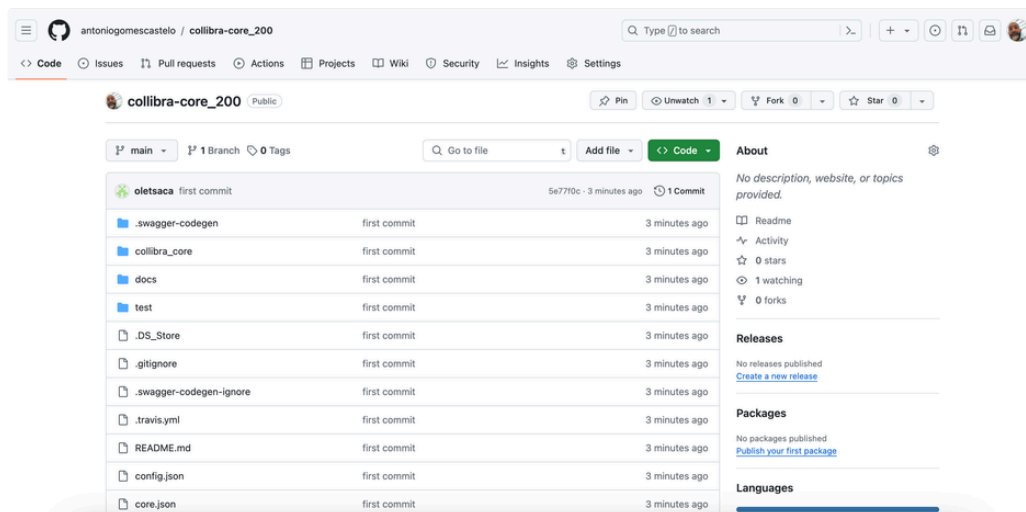 antoniogomescastelo / collibra-core_200
Type / to search
Code Issues Pull requests Actions Projects Wiki Security Insights Settings
collibra-core_200 Public
Pin Unwatch 1 Fork 0 Star 0
main 1 Branch 0 Tags Go to file t Add file Code
About
No description, website, or topics
provided.
oletsaca first commit 5e77f0c · 3 minutes ago 1 Commit
.swagger-codegen first commit 3 minutes ago
collibra_core first commit 3 minutes ago
docs first commit 3 minutes ago
test first commit 3 minutes ago
.DS_Store first commit 3 minutes ago
.gitignore first commit 3 minutes ago
.swagger-codegen-ignore first commit 3 minutes ago
.travis.yml first commit 3 minutes ago
README.md first commit 3 minutes ago
config.json first commit 3 minutes ago
core.json first commit 3 minutes ago
Readme
Activity
0 stars
1 watching
0 forks
Releases
No releases published
Create a new release
Packages
No packages published
Publish your first package
Languages